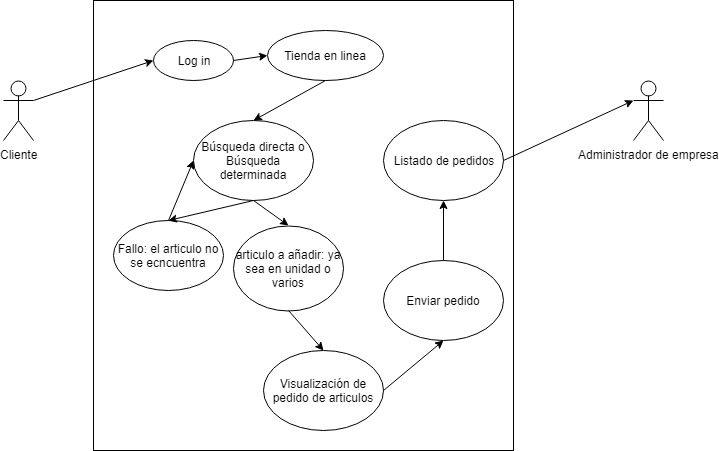 Log in
Tienda en linea
Cliente
Búsqueda directa o
Búsqueda
determinada
Listado de pedidos
Administrador de empresa
Fallo: el articulo no
se ecncuentra
articulo a añadir: ya
sea en unidad o
varios
Enviar pedido
Visualización de
pedido de articulos